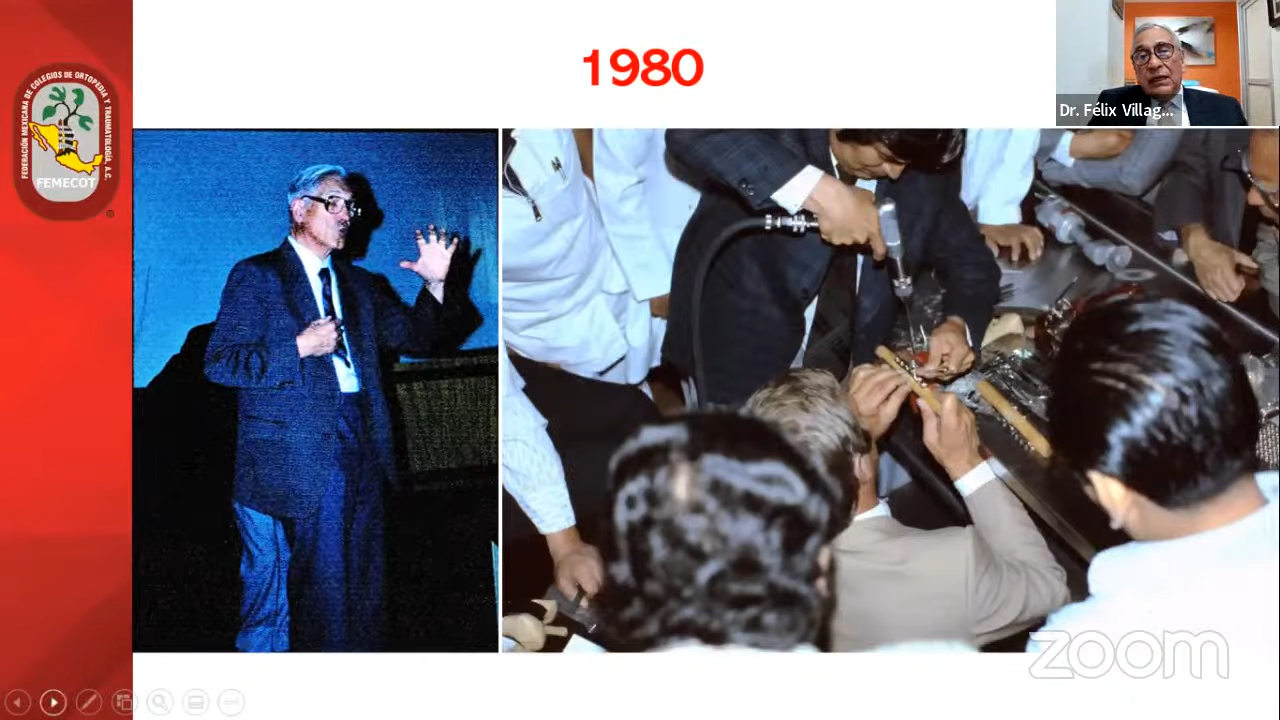 1980
Dr. Félix Villag...
FEDERACIÓN MEXICANA DE COLEGIOS DE ORTOPEDIA Y TRAUMATOLOGÍA, A.C.
FEMECOT
®
zoom